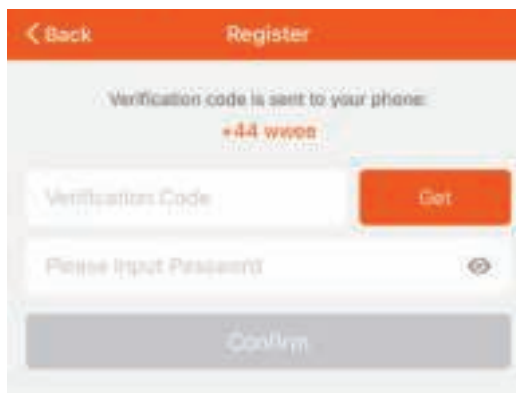 Back Register
Verification code is sent to your phone:
+44 wwee
Verification Code Get
Please Input Password
Confirm